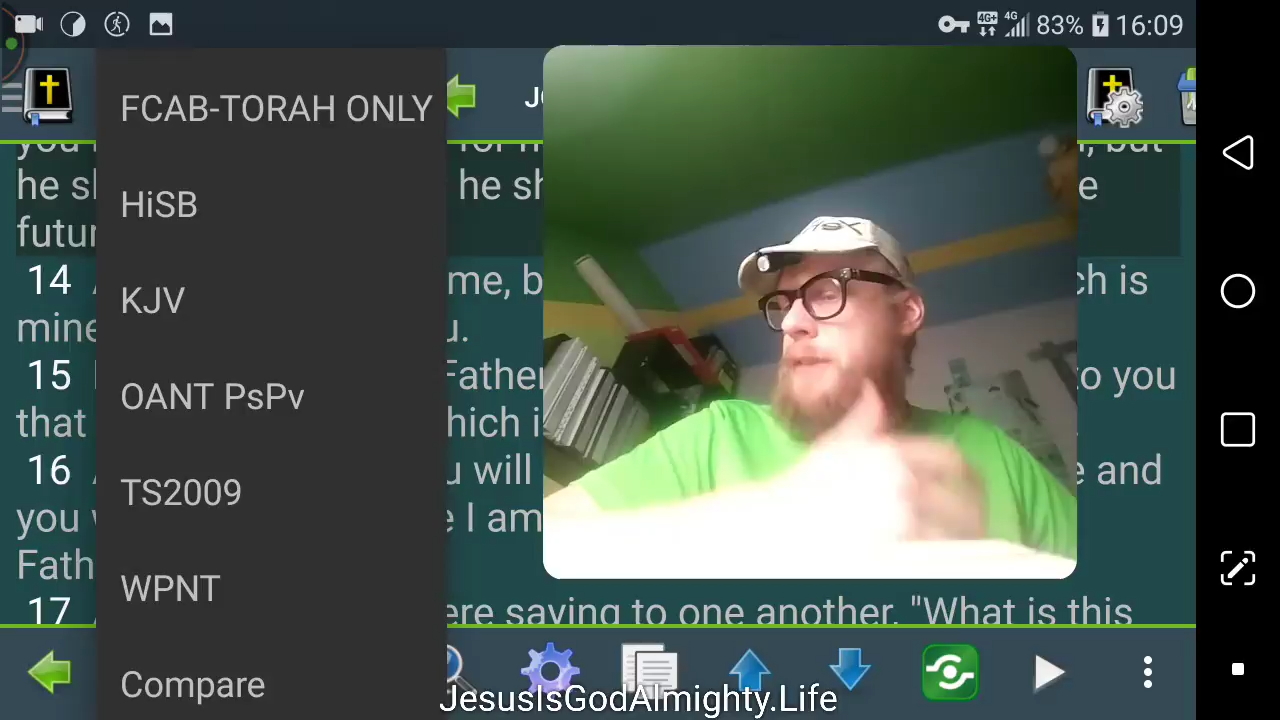 83% 16:09
FCAB-TORAH ONLY
HiSB
KJV
OANT PsPv
TS2009
WPNT
Compare
he s he sh e
futur
14 me, b ch is
mine u.
15 Father to you
that hich i
16 u will e and
you e I am
Fath
17 ere saying to one another, "What is this
JesusIsGodAlmighty.Life